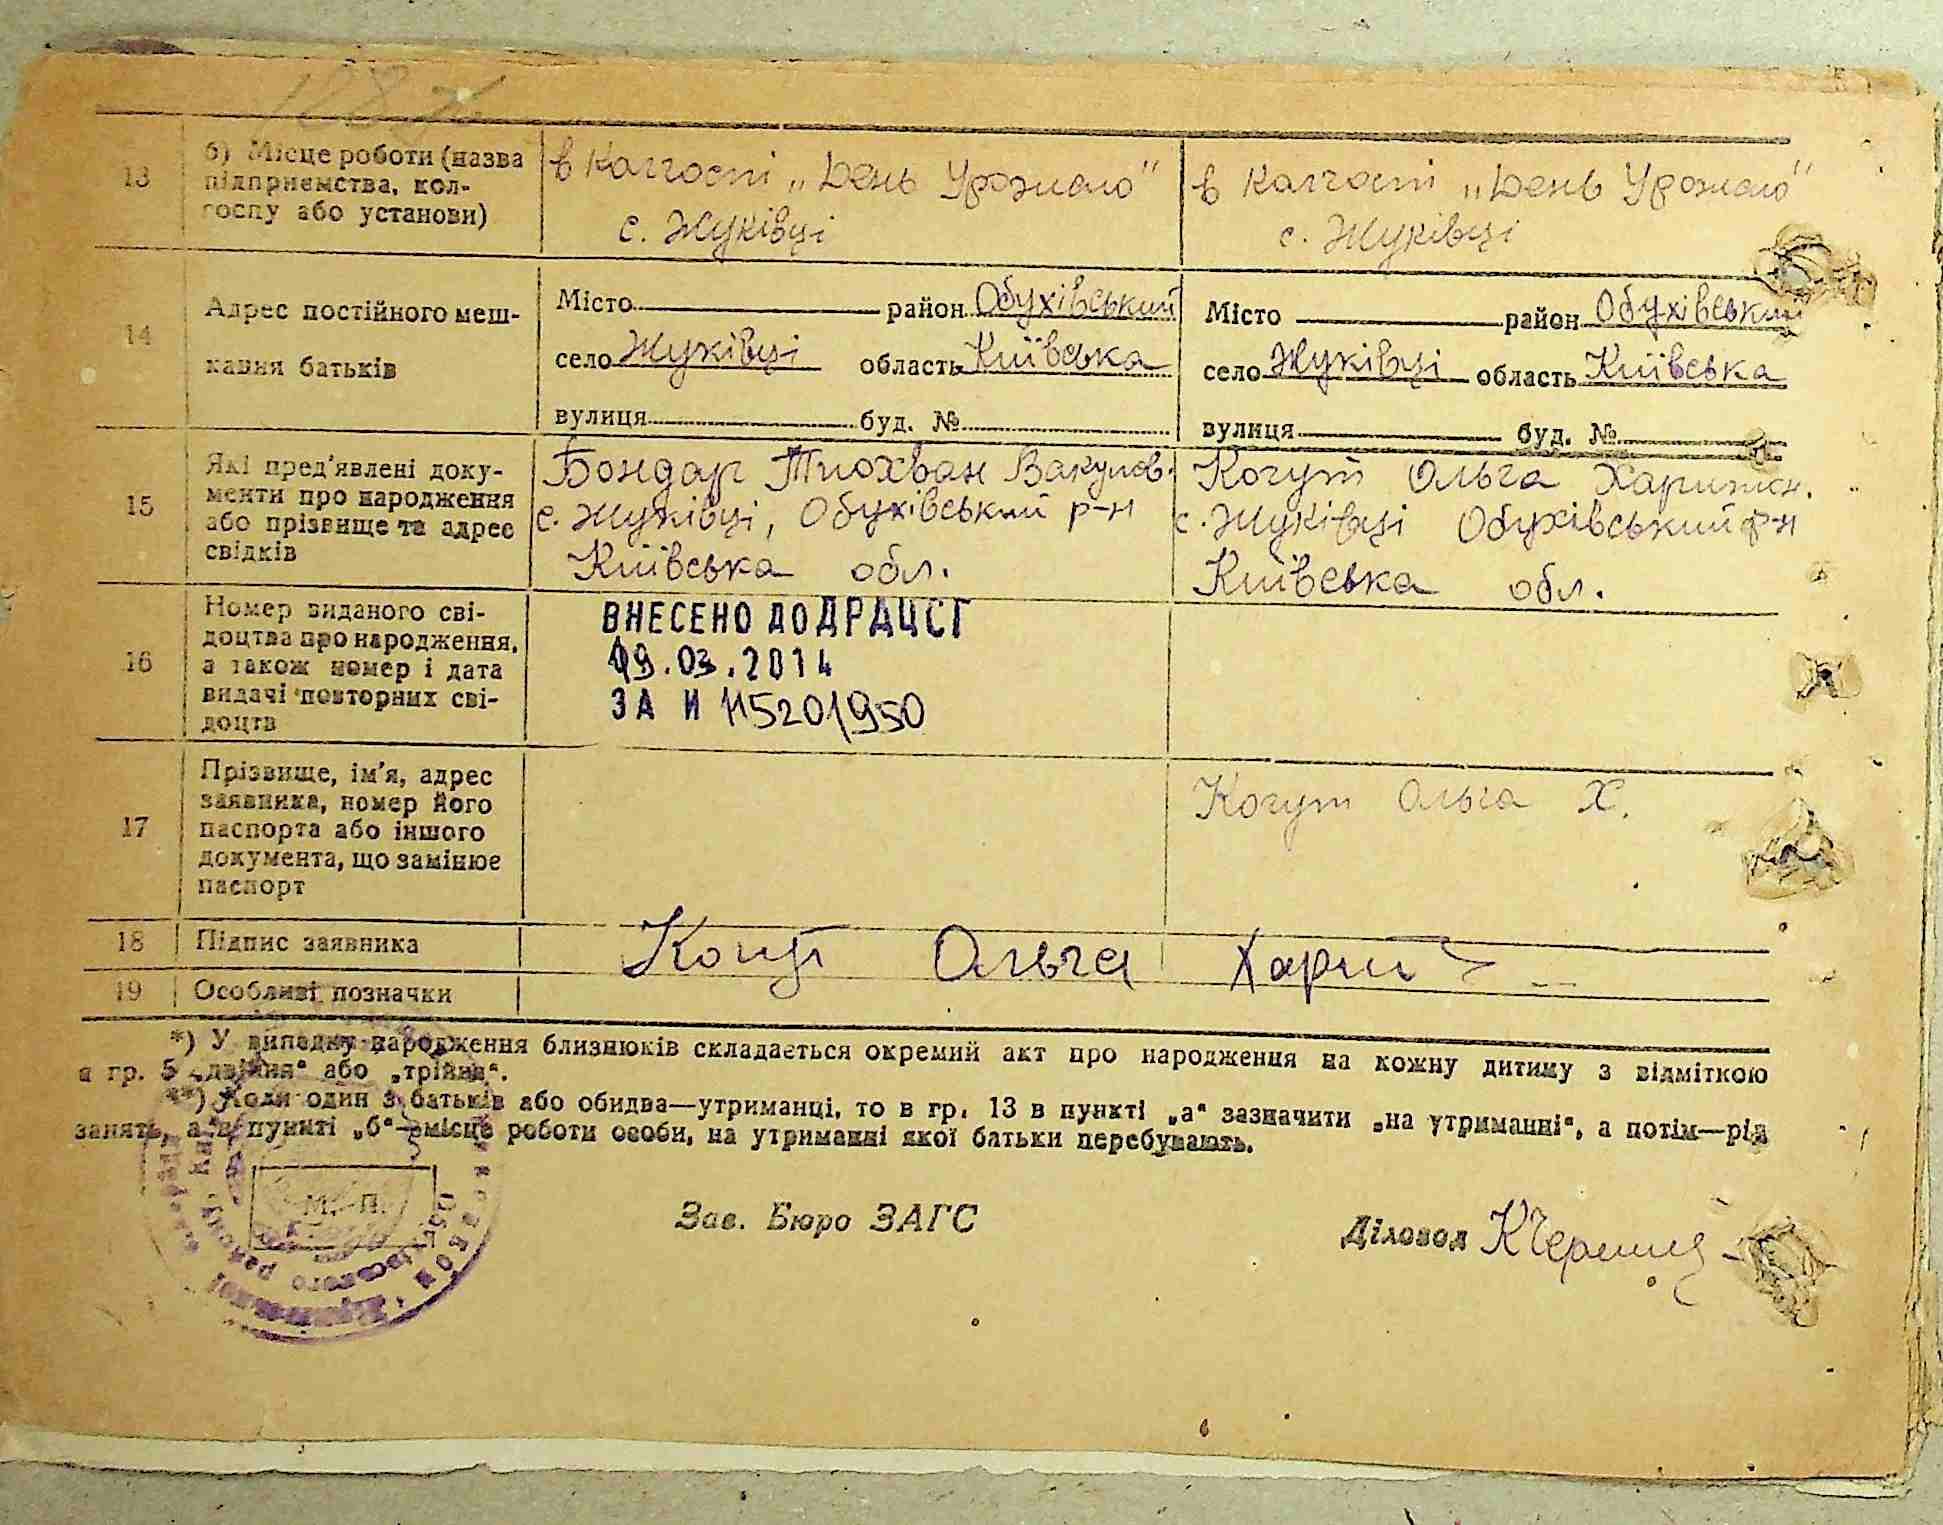 13
б) Місце роботи (назва
підприємства, кол-
госпу або установи)
в Колгоспі „День Урожаю"
с. Жуківці
в Колгоспі „День Урожаю"
с. Жуківці
14
Адрес постійного меш-
кання батьків
Місто район Обухівський
село Жуківці область Київська
вулиця буд. №
Місто район Обухівський
село Жуківці область Київська
вулиця буд. №
15
Які пред'явлені доку-
менти про народження
або прізвище та адрес
свідків
Бондар Тиохван Вакулов.
с. Жуківці, Обухівський р-н
Київська обл.
Когут Ольга Харитон.
с. Жуківці Обухівський р-н
Київська обл.
16
Номер виданого сві-
доцтва про народження,
а також номер і дата
видачі повторних сві-
доцтв
ВНЕСЕНО ДО ДРАЦСГ
19.03.2014
ЗА И 115201950
17
Прізвище, ім'я, адрес
заявника, номер його
паспорта або іншого
документа, що замінює
паспорт
Когут Ольга Х.
18
Підпис заявника
Когут Ольга Харит
19
Особливі позначки
*) У випадку народження близнюків складається окремий акт про народження на кожну дитину з відміткою
в гр. 5 „двійня" або „трійня".
**) Коли один з батьків або обидва—утриманці, то в гр. 13 в пункті „а" зазначити „на утриманні", а потім—рід
занять, а в пункті „б"—місце роботи особи, на утриманні якої батьки перебувають.
М. П.
Зав. Бюро ЗАГС
Діловод